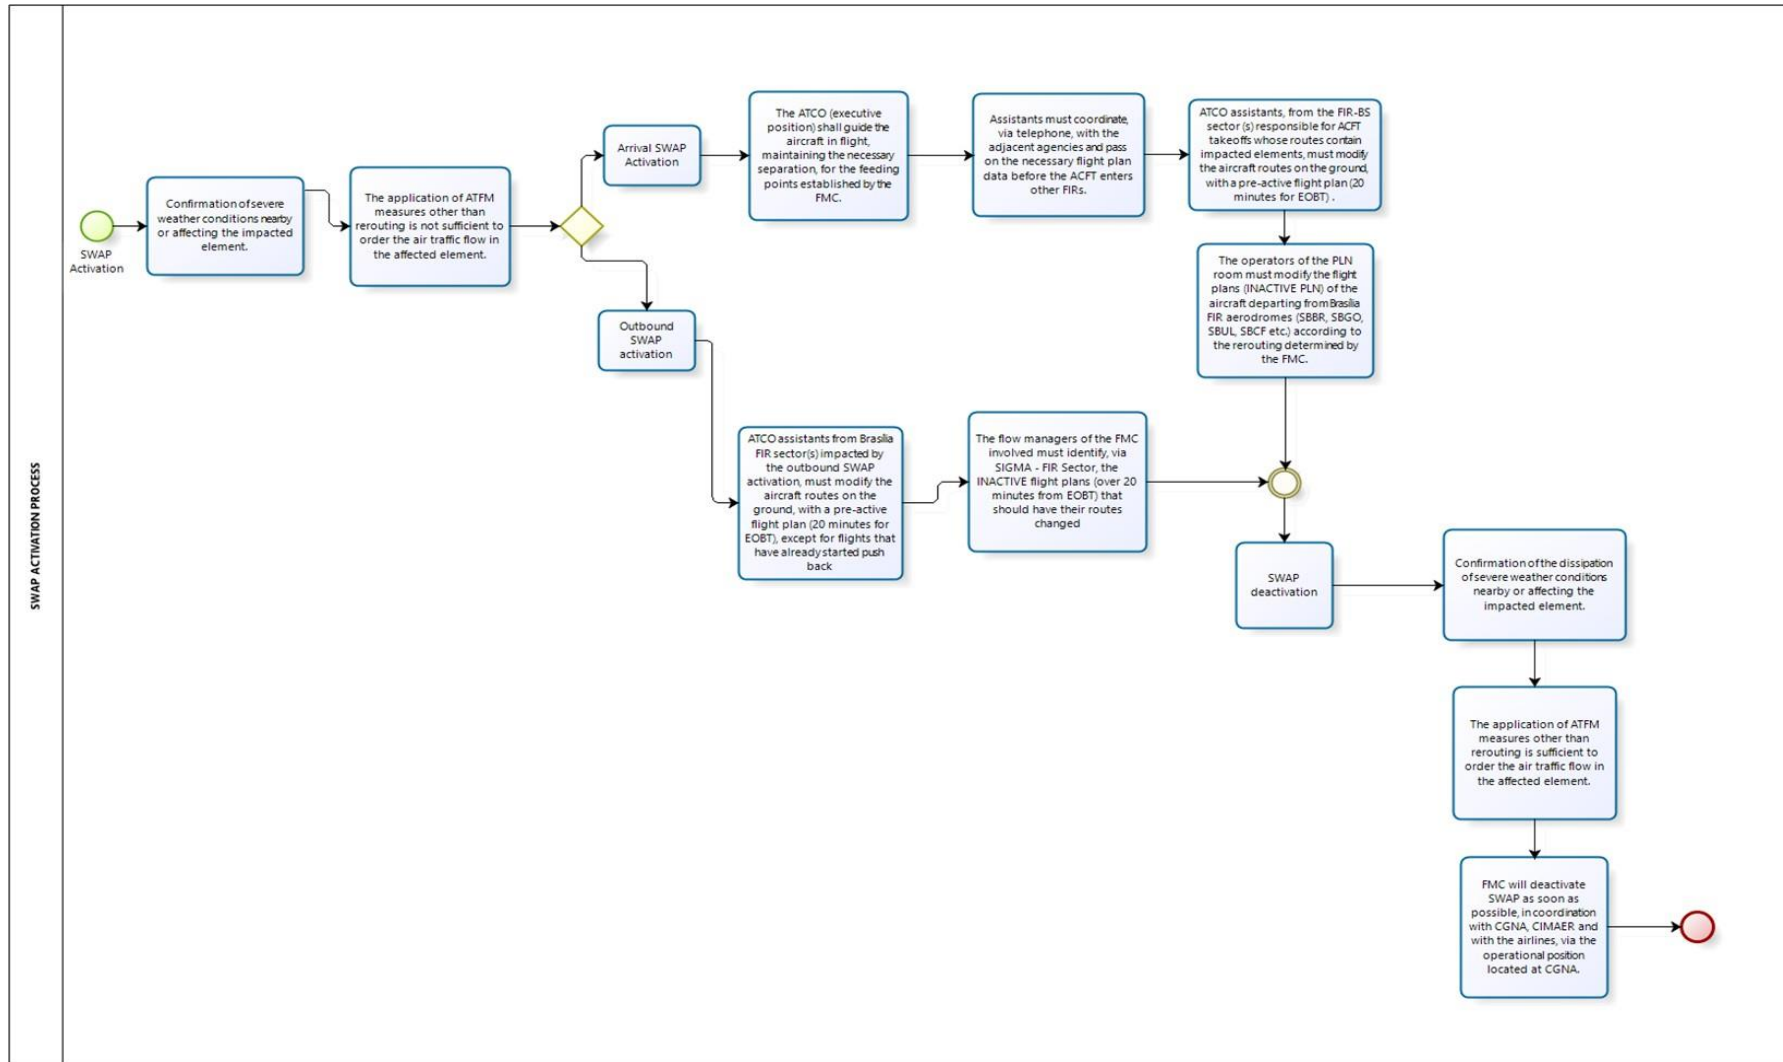 SWAP ACTIVATION PROCESS
SWAP
Activation
Confirmation of severe
weather conditions nearby
or affecting the impacted
element.
The application of ATFM
measures other than
rerouting is not sufficient to
order the air traffic flow in
the affected element.
Arrival SWAP
Activation
The ATCO (executive
position) shall guide the
aircraft in flight,
maintaining the necessary
separation, for the feeding
points established by the
FMC.
Assistants must coordinate,
via telephone, with the
adjacent agencies and pass
on the necessary flight plan
data before the ACFT enters
other FIRs.
ATCO assistants, from the FIR-BS
sector (s) responsible for ACFT
takeoffs whose routes contain
impacted elements, must modify
the aircraft routes on the ground,
with a pre-active flight plan (20
minutes for EOBT) .
The operators of the PLN
room must modify the flight
plans (INACTIVE PLN) of the
aircraft departing from Brasília
FIR aerodromes (SBBR, SBGO,
SBUL, SBCF etc.) according to
the rerouting determined by
the FMC.
Outbound
SWAP
activation
ATCO assistants from Brasília
FIR sector(s) impacted by
the outbound SWAP
activation, must modify the
aircraft routes on the
ground, with a pre-active
flight plan (20 minutes for
EOBT), except for flights that
have already started push
back
The flow managers of the FMC
involved must identify, via
SIGMA - FIR Sector, the
INACTIVE flight plans (over 20
minutes from EOBT) that
should have their routes
changed
SWAP
deactivation
Confirmation of the dissipation
of severe weather conditions
nearby or affecting the
impacted element.
The application of ATFM
measures other than
rerouting is sufficient to
order the air traffic flow in
the affected element.
FMC will deactivate
SWAP as soon as
possible, in coordination
with CGNA, CIMAER and
with the airlines, via the
operational position
located at CGNA.